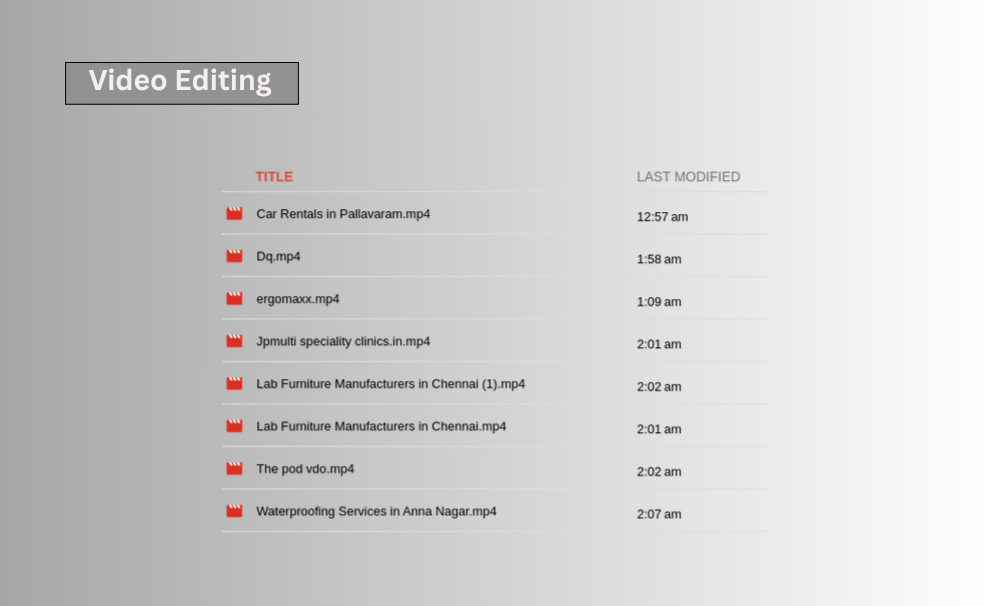 Video Editing
TITLE LAST MODIFIED
Car Rentals in Pallavaram.mp4 12:57 am
Dq.mp4 1:58 am
ergomaxx.mp4 1:09 am
Jpmulti speciality clinics.in.mp4 2:01 am
Lab Furniture Manufacturers in Chennai (1).mp4 2:02 am
Lab Furniture Manufacturers in Chennai.mp4 2:01 am
The pod vdo.mp4 2:02 am
Waterproofing Services in Anna Nagar.mp4 2:07 am